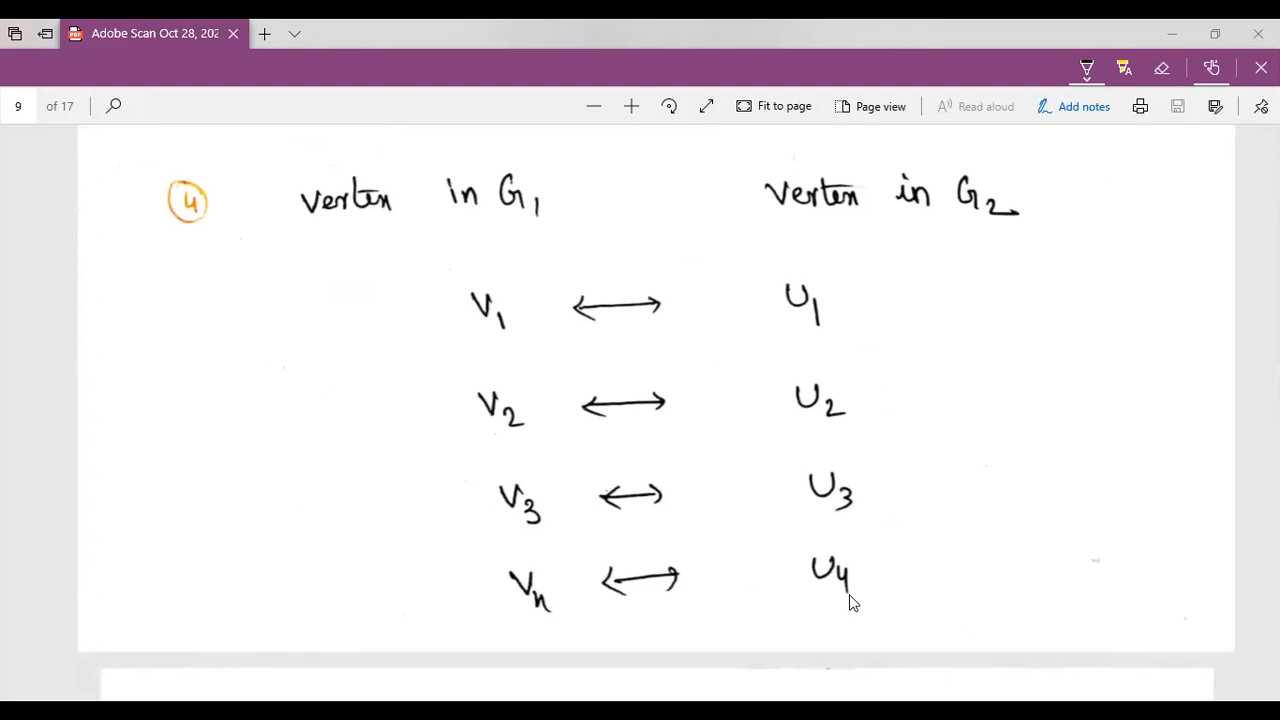 Adobe Scan Oct 28, 202
9 of 17 Fit to page Page view Read aloud Add notes
4 vertex in G1 vertex in G2
V1 ↔ U1
V2 ↔ U2
V3 ↔ U3
V4 ↔ U4